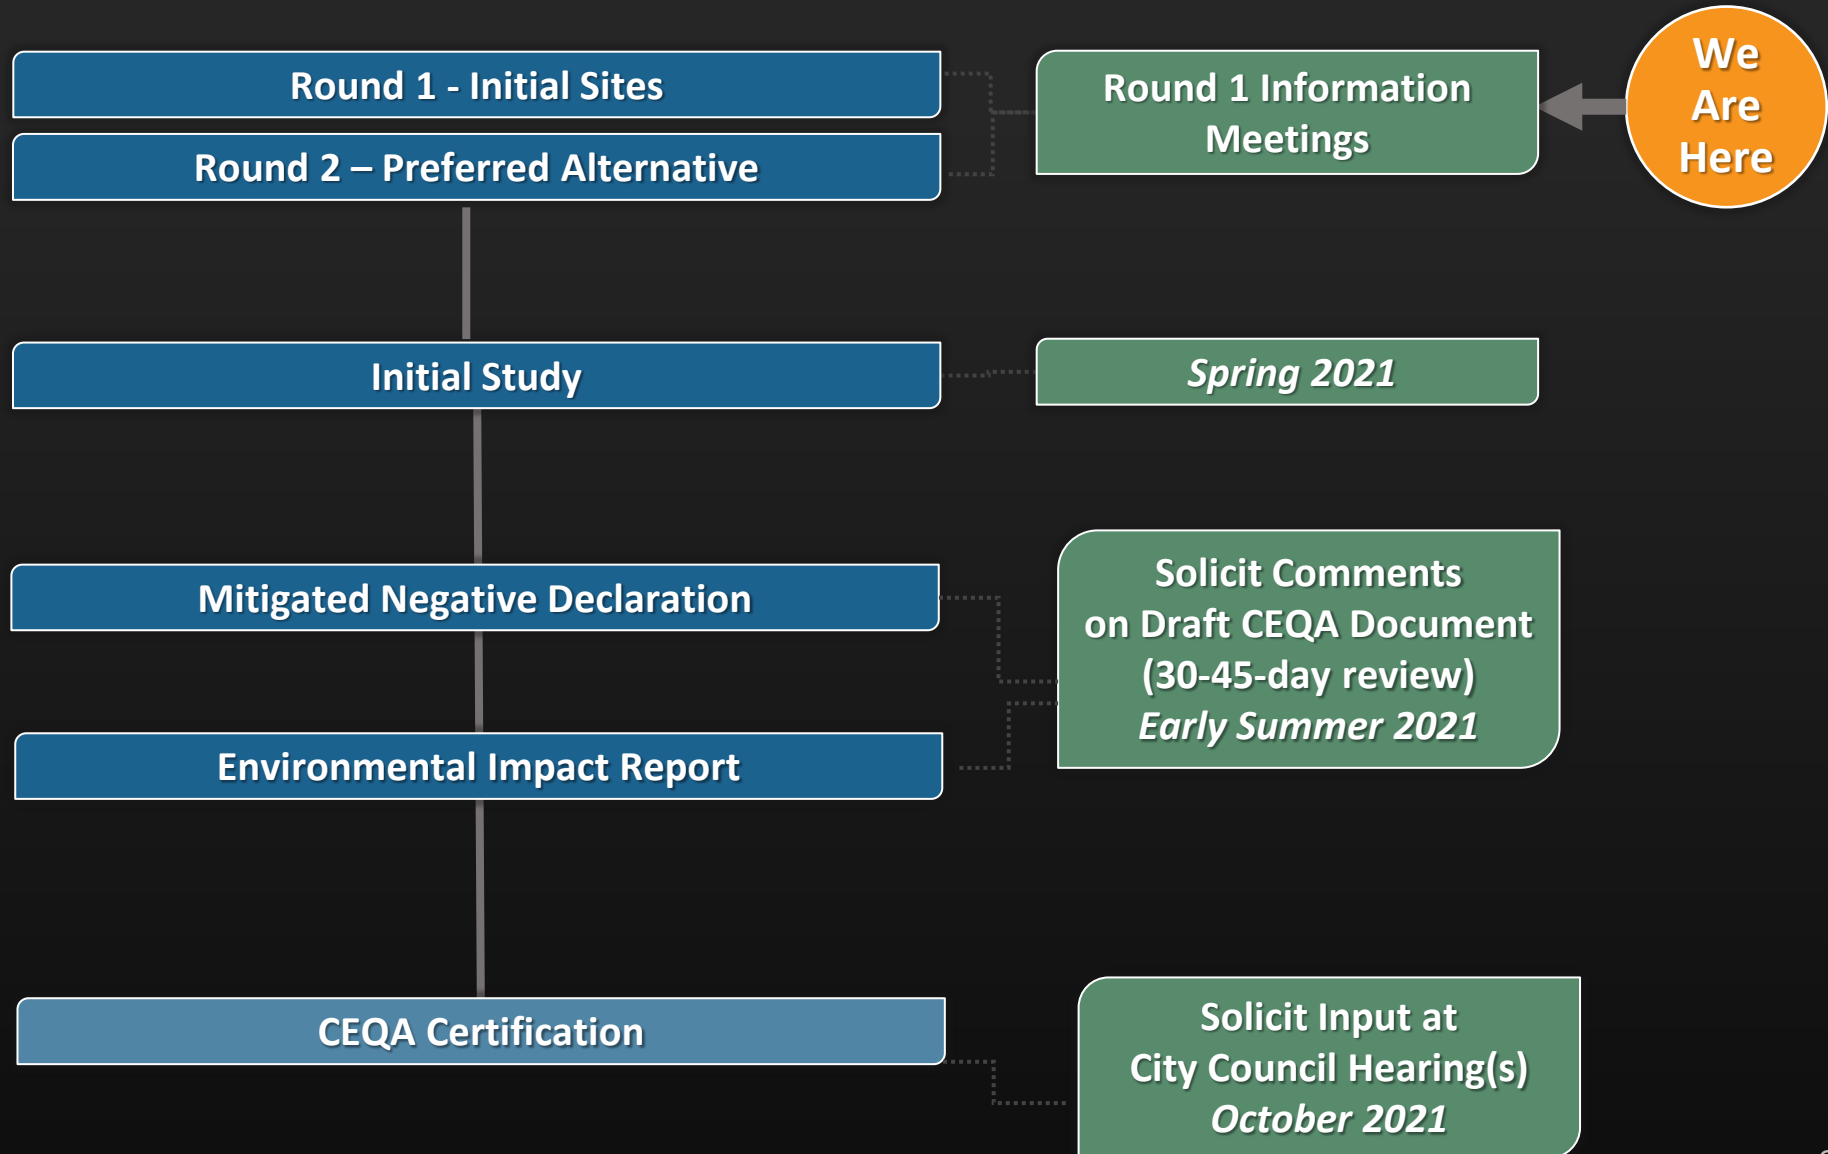 Round 1 - Initial Sites
Round 2 – Preferred Alternative
Round 1 Information
Meetings
We
Are
Here
Initial Study
Spring 2021
Mitigated Negative Declaration
Environmental Impact Report
Solicit Comments
on Draft CEQA Document
(30-45-day review)
Early Summer 2021
CEQA Certification
Solicit Input at
City Council Hearing(s)
October 2021